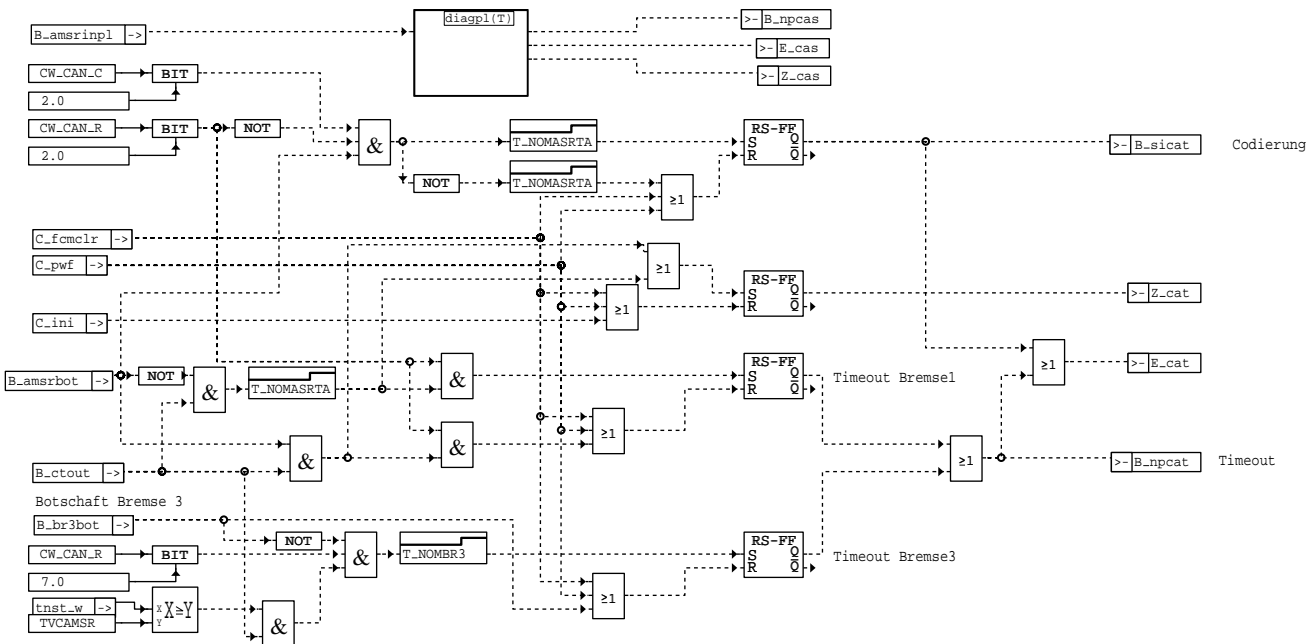 diagpl(T)
>- B_npcas
B_amsrinpl ->
>- E_cas
CW_CAN_C BIT
>- Z_cas
2.0
CW_CAN_R BIT NOT
RS-FF
S Q
R Q
2.0
&
T_NOMASRTA
>- B_sicat Codierung
NOT T_NOMASRTA
≥1
C_fcmclr ->
C_pwf ->
≥1
RS-FF
S Q
R Q
>- Z_cat
≥1
C_ini ->
B_amsrbot -> NOT
&
T_NOMASRTA
&
RS-FF
S Q
R Q
Timeout Bremse1
≥1
>- E_cat
≥1
&
&
B_ctout ->
≥1
>- B_npcat Timeout
Botschaft Bremse 3
B_br3bot ->
NOT
CW_CAN_R BIT
&
T_NOMBR3
RS-FF
S Q
R Q
Timeout Bremse3
7.0
≥1
tnst_w ->
TVCAMSR
X X≥Y
Y
&